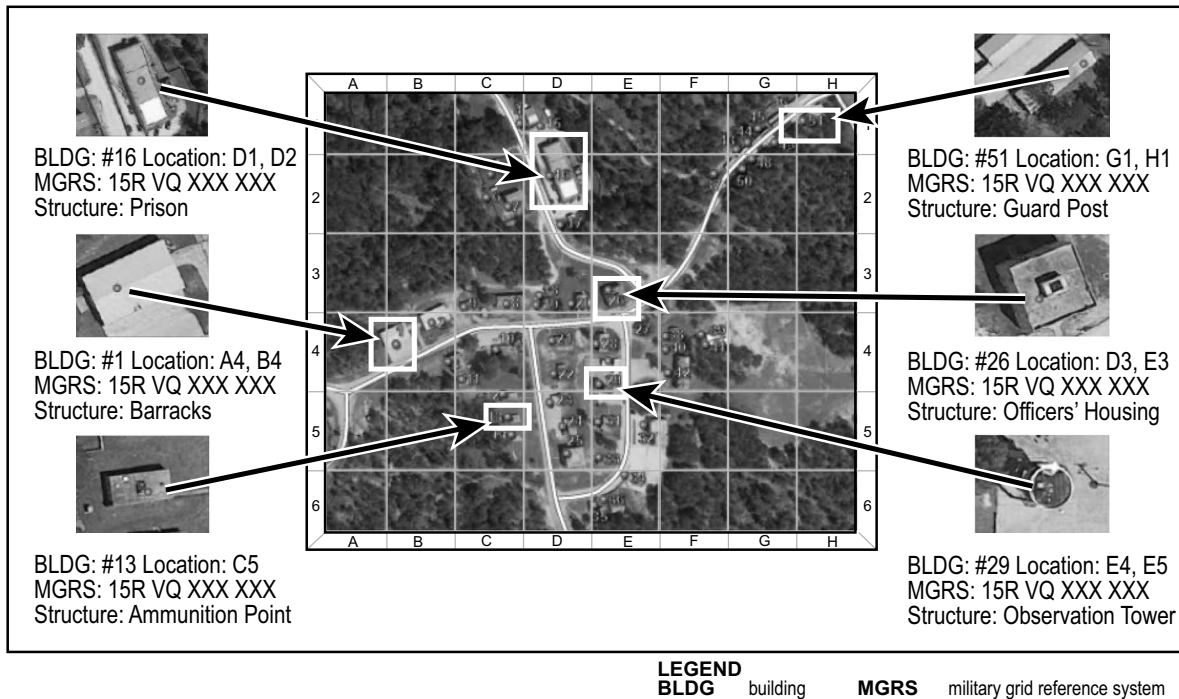 BLDG: #16 Location: D1, D2
MGRS: 15R VQ XXX XXX
Structure: Prison
BLDG: #1 Location: A4, B4
MGRS: 15R VQ XXX XXX
Structure: Barracks
BLDG: #13 Location: C5
MGRS: 15R VQ XXX XXX
Structure: Ammunition Point
A B C D E F G H
1
2
3
4
5
6
A B C D E F G H
1
2
3
4
5
6
BLDG: #51 Location: G1, H1
MGRS: 15R VQ XXX XXX
Structure: Guard Post
BLDG: #26 Location: D3, E3
MGRS: 15R VQ XXX XXX
Structure: Officers’ Housing
BLDG: #29 Location: E4, E5
MGRS: 15R VQ XXX XXX
Structure: Observation Tower
LEGEND
BLDG building MGRS military grid reference system